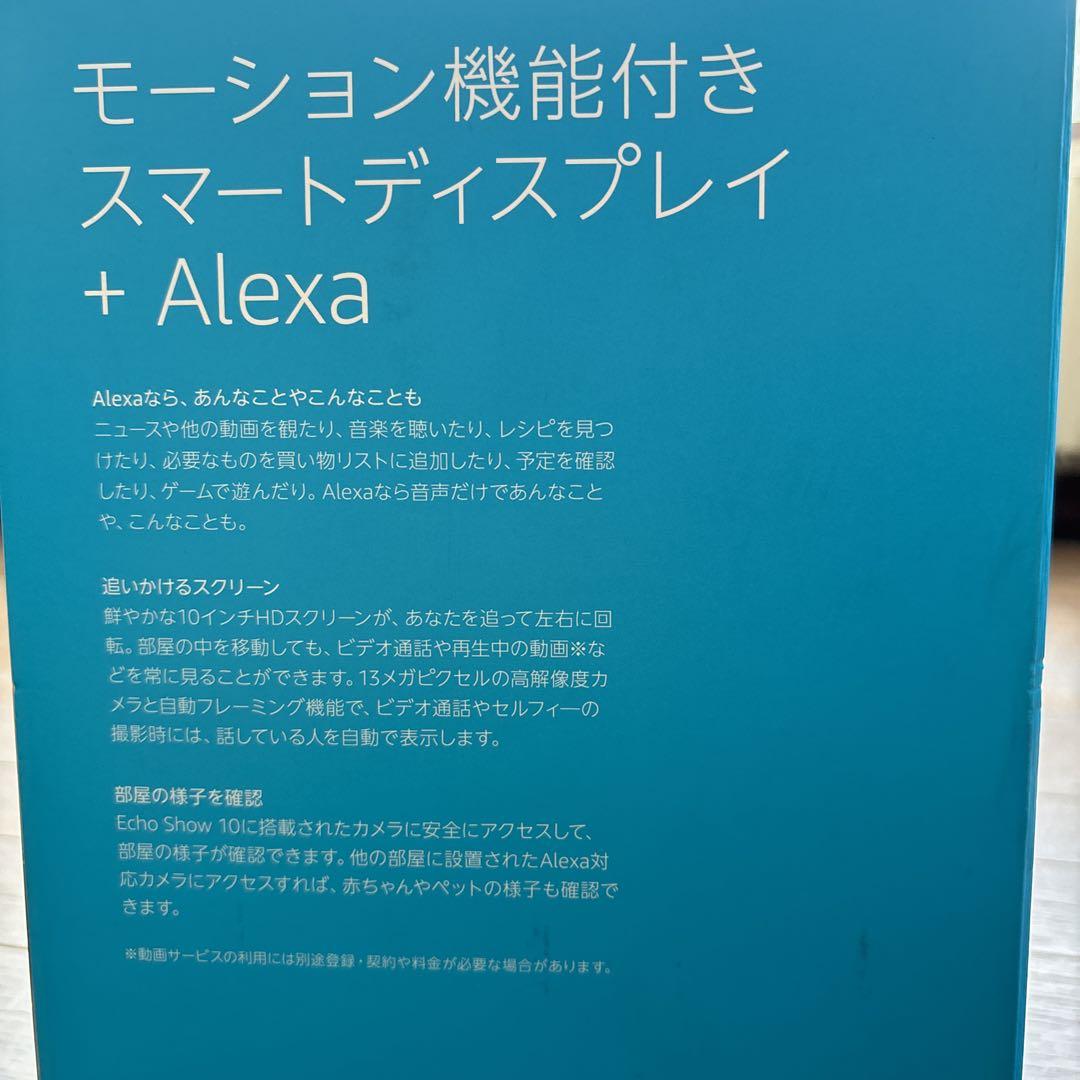 モーション機能付き
スマートディスプレイ
+ Alexa
Alexaなら、あんなことやこんなことも
ニュースや他の動画を観たり、音楽を聴いたり、レシピを見つ
けたり、必要なものを買い物リストに追加したり、予定を確認
したり、ゲームで遊んだり。Alexaなら音声だけであんなこと
や、こんなことも。
追いかけるスクリーン
鮮やかな10インチHDスクリーンが、あなたを追って左右に回
転。部屋の中を移動しても、ビデオ通話や再生中の動画※な
どを常に見ることができます。13メガピクセルの高解像度カ
メラと自動フレーミング機能で、ビデオ通話やセルフィーの
撮影時には、話している人を自動で表示します。
部屋の様子を確認
Echo Show 10に搭載されたカメラに安全にアクセスして、
部屋の様子が確認できます。他の部屋に設置されたAlexa対
応カメラにアクセスすれば、赤ちゃんやペットの様子も確認で
きます。
※動画サービスの利用には別途登録・契約や料金が必要な場合があります。